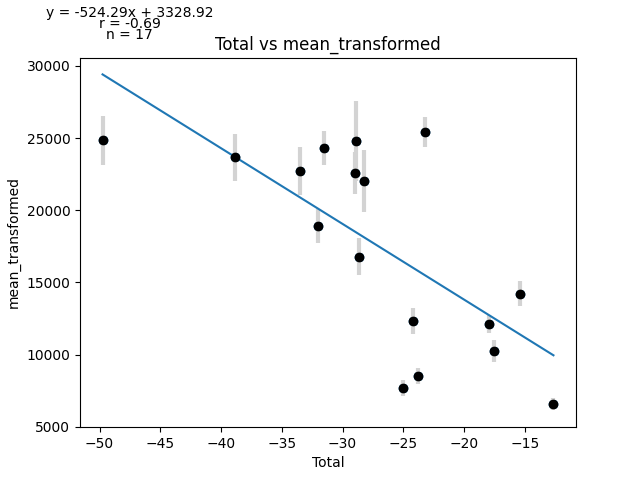 y = -524.29x + 3328.92
r = -0.69
n = 17
Total vs mean_transformed
30000
25000
20000
15000
10000
5000
mean_transformed
−50
−45
−40
−35
−30
−25
−20
−15
Total